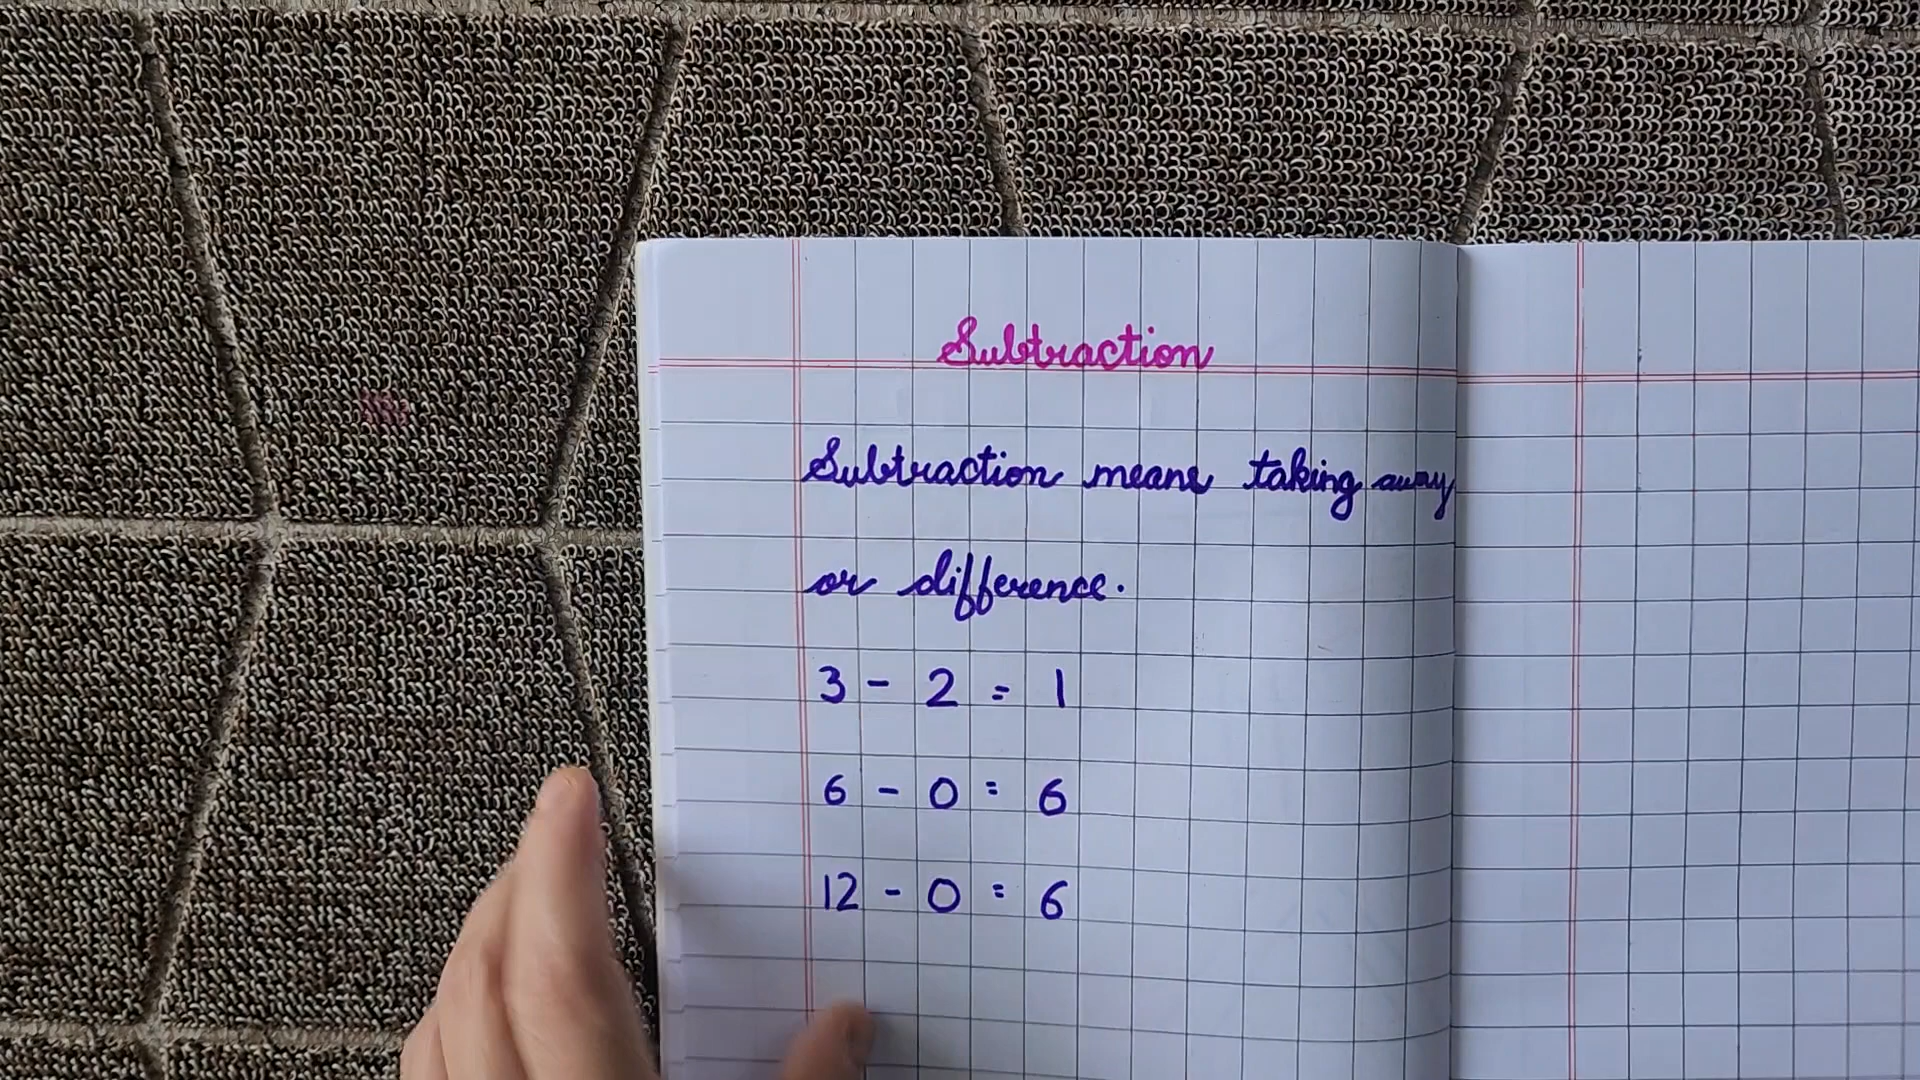 Subtraction
Subtraction means taking away
or difference.
3 - 2 = 1
6 - 0 = 6
12 - 0 = 6